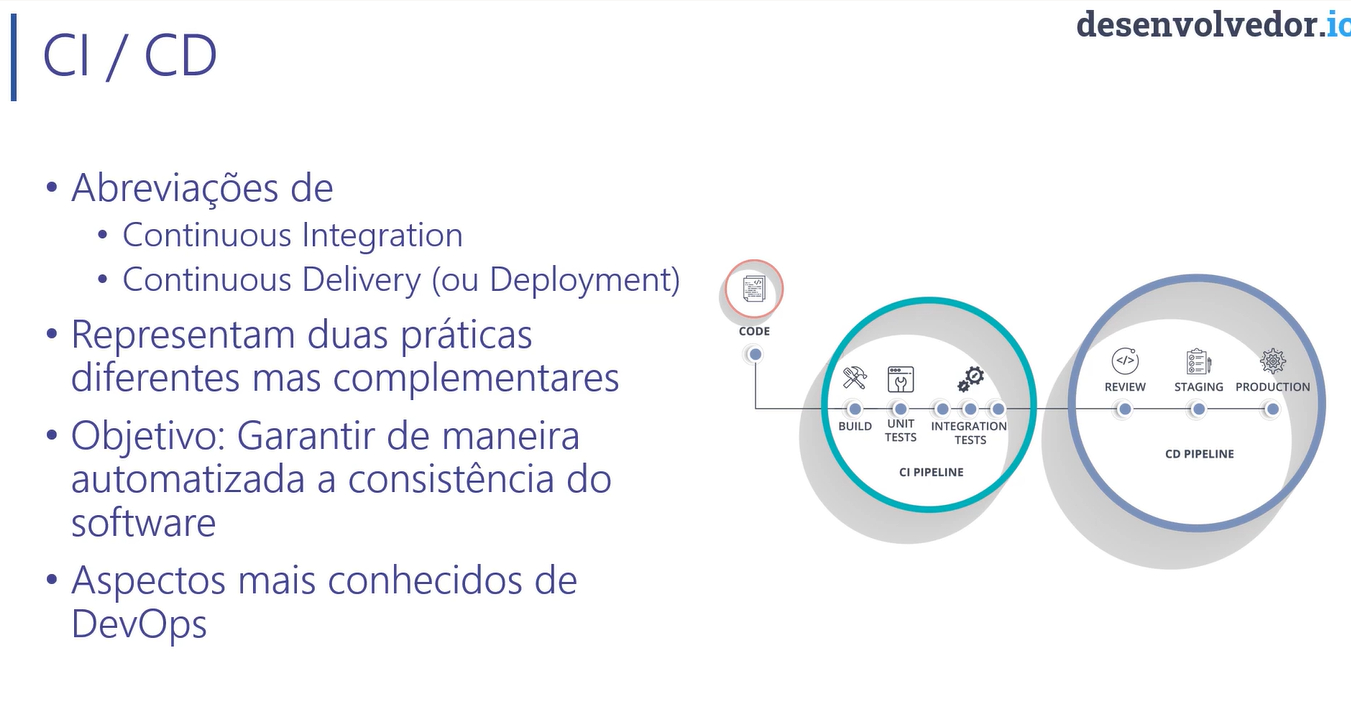 desenvolvedor.io
CI / CD
• Abreviações de
• Continuous Integration
• Continuous Delivery (ou Deployment)
• Representam duas práticas
diferentes mas complementares
• Objetivo: Garantir de maneira
automatizada a consistência do
software
• Aspectos mais conhecidos de
DevOps
CODE
BUILD
UNIT
TESTS
INTEGRATION
TESTS
CI PIPELINE
REVIEW
STAGING
PRODUCTION
CD PIPELINE